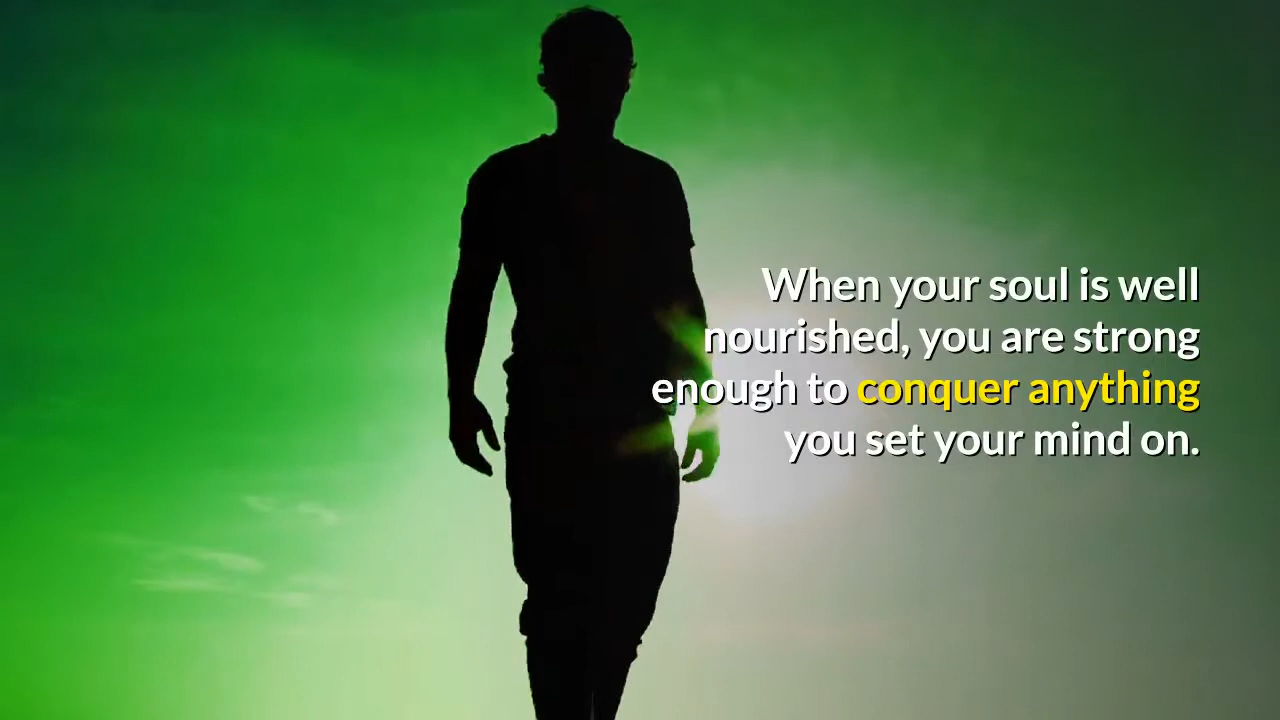 When your soul is well
nourished, you are strong
enough to conquer anything
you set your mind on.